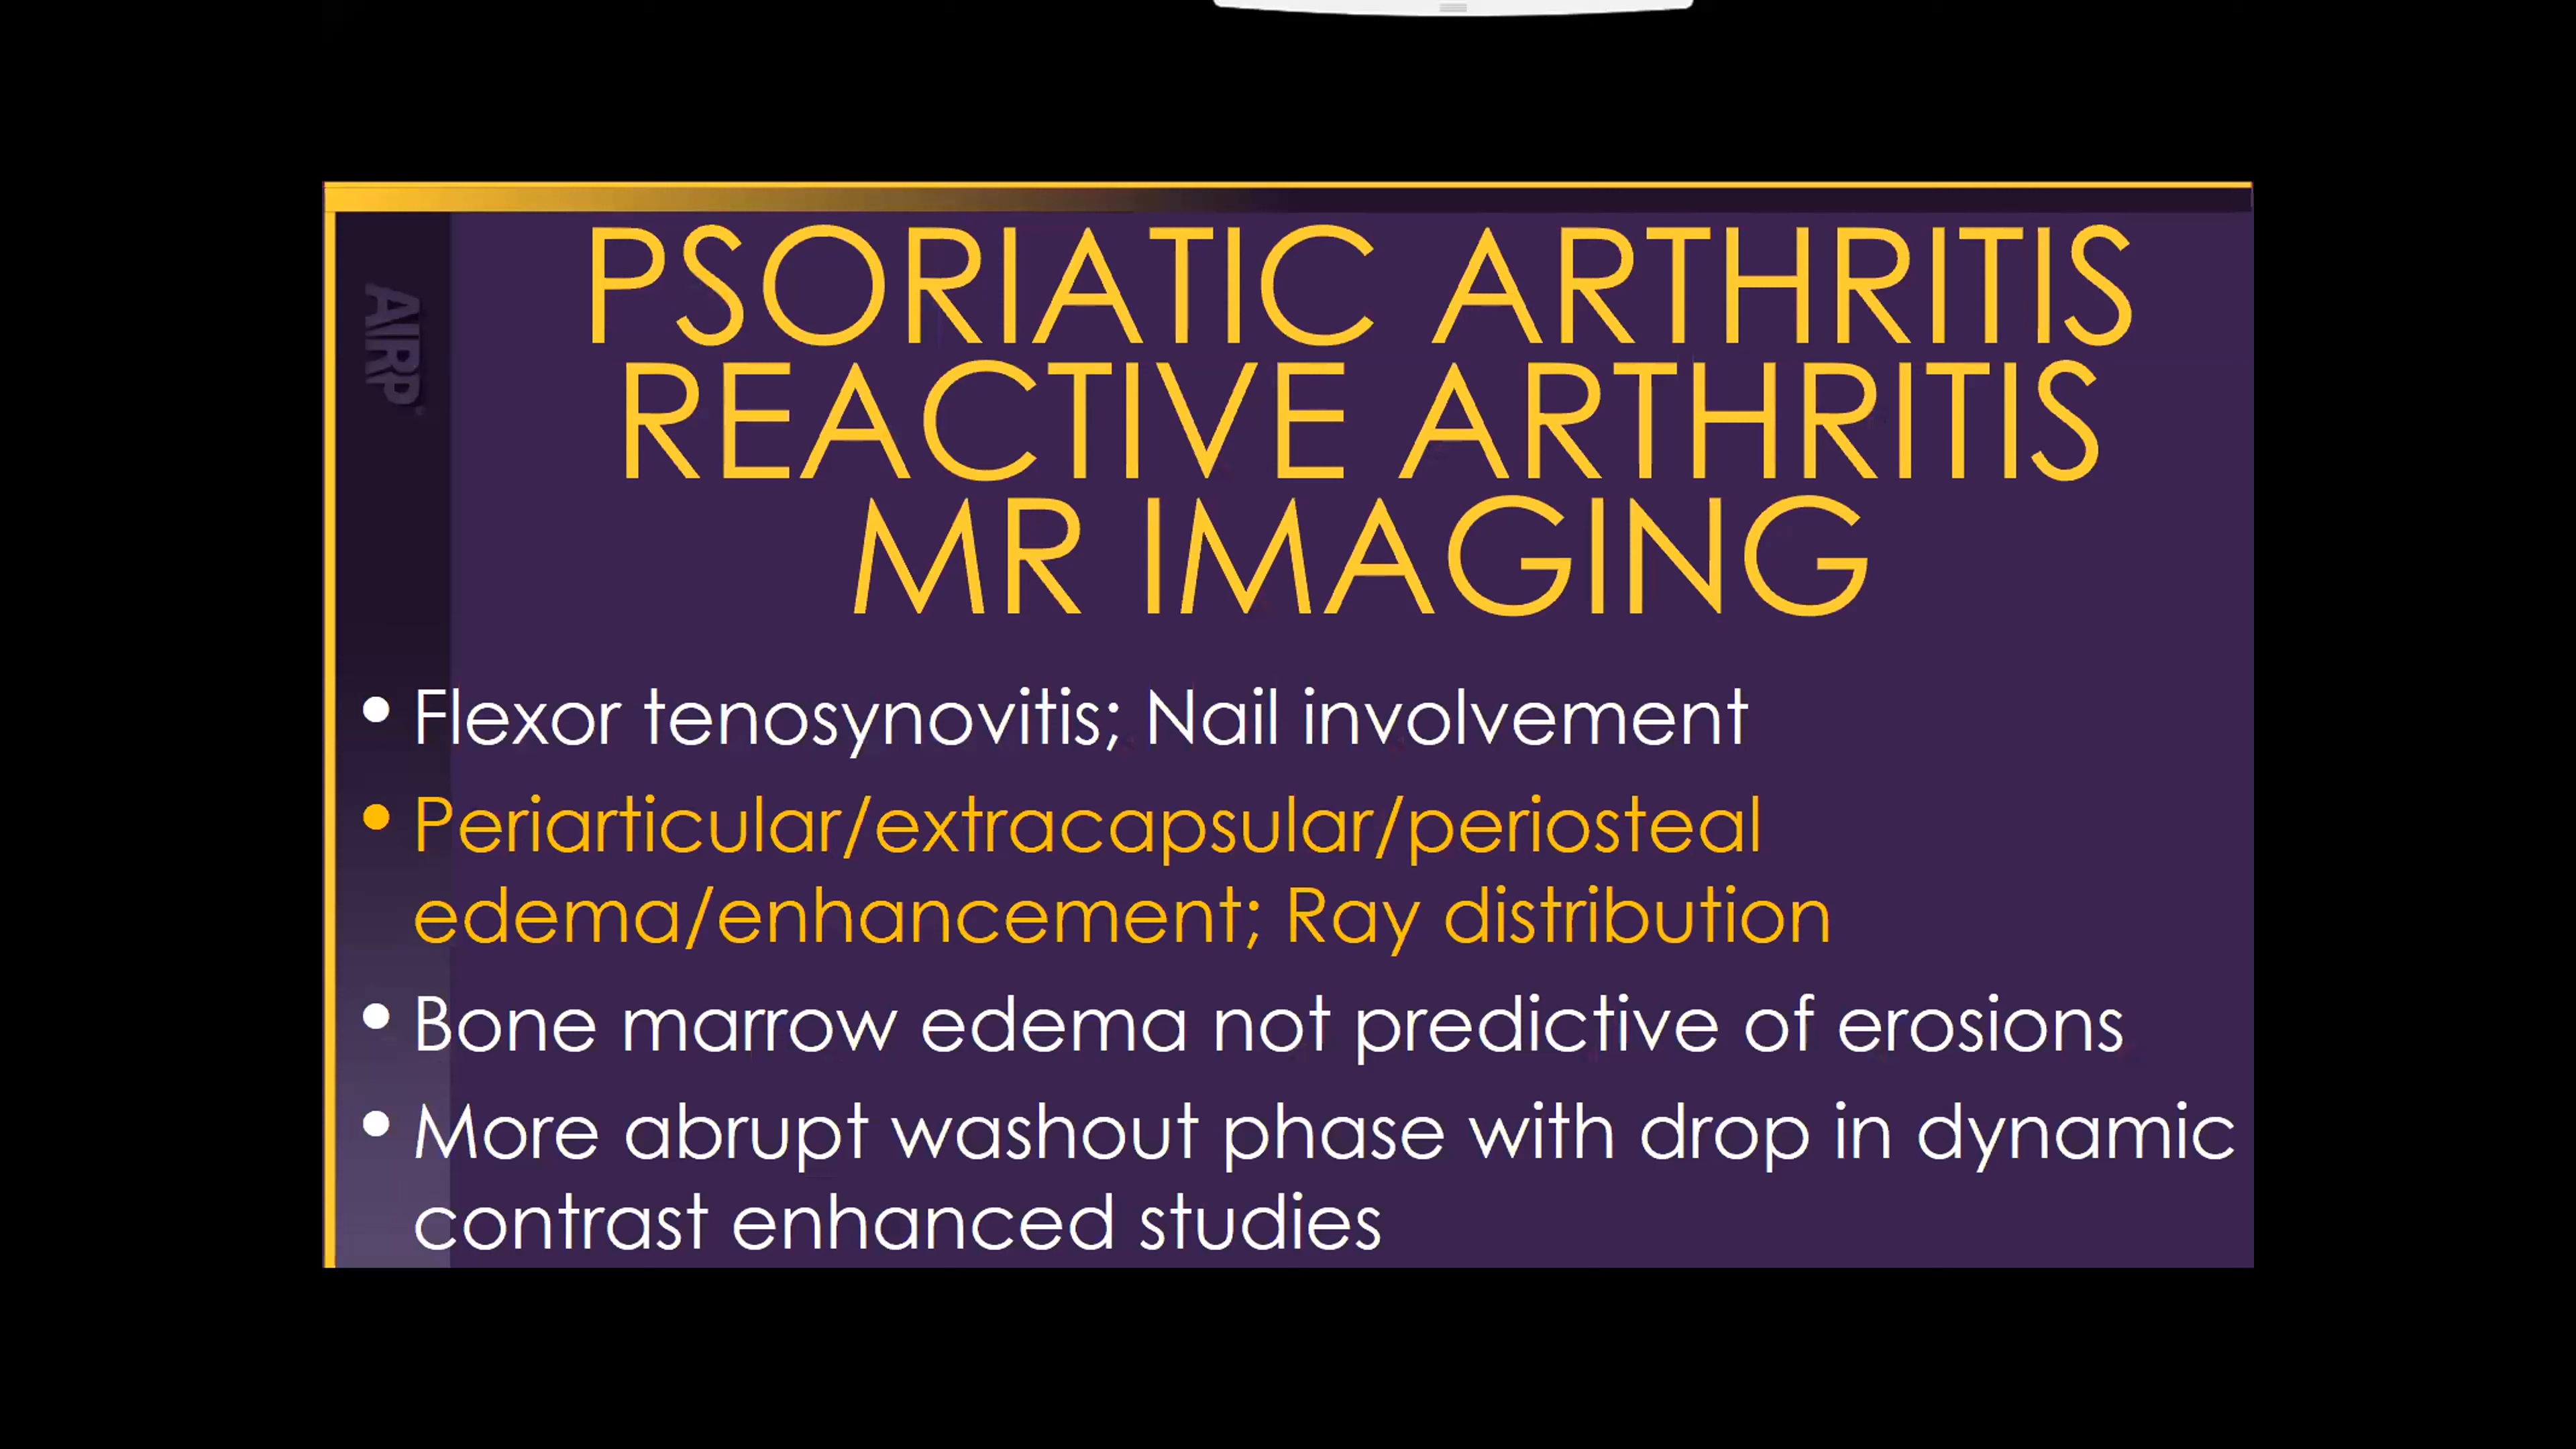 PSORIATIC ARTHRITIS
REACTIVE ARTHRITIS
MR IMAGING
AIRP
• Flexor tenosynovitis; Nail involvement
• Periarticular/extracapsular/periosteal
edema/enhancement; Ray distribution
• Bone marrow edema not predictive of erosions
• More abrupt washout phase with drop in dynamic
contrast enhanced studies